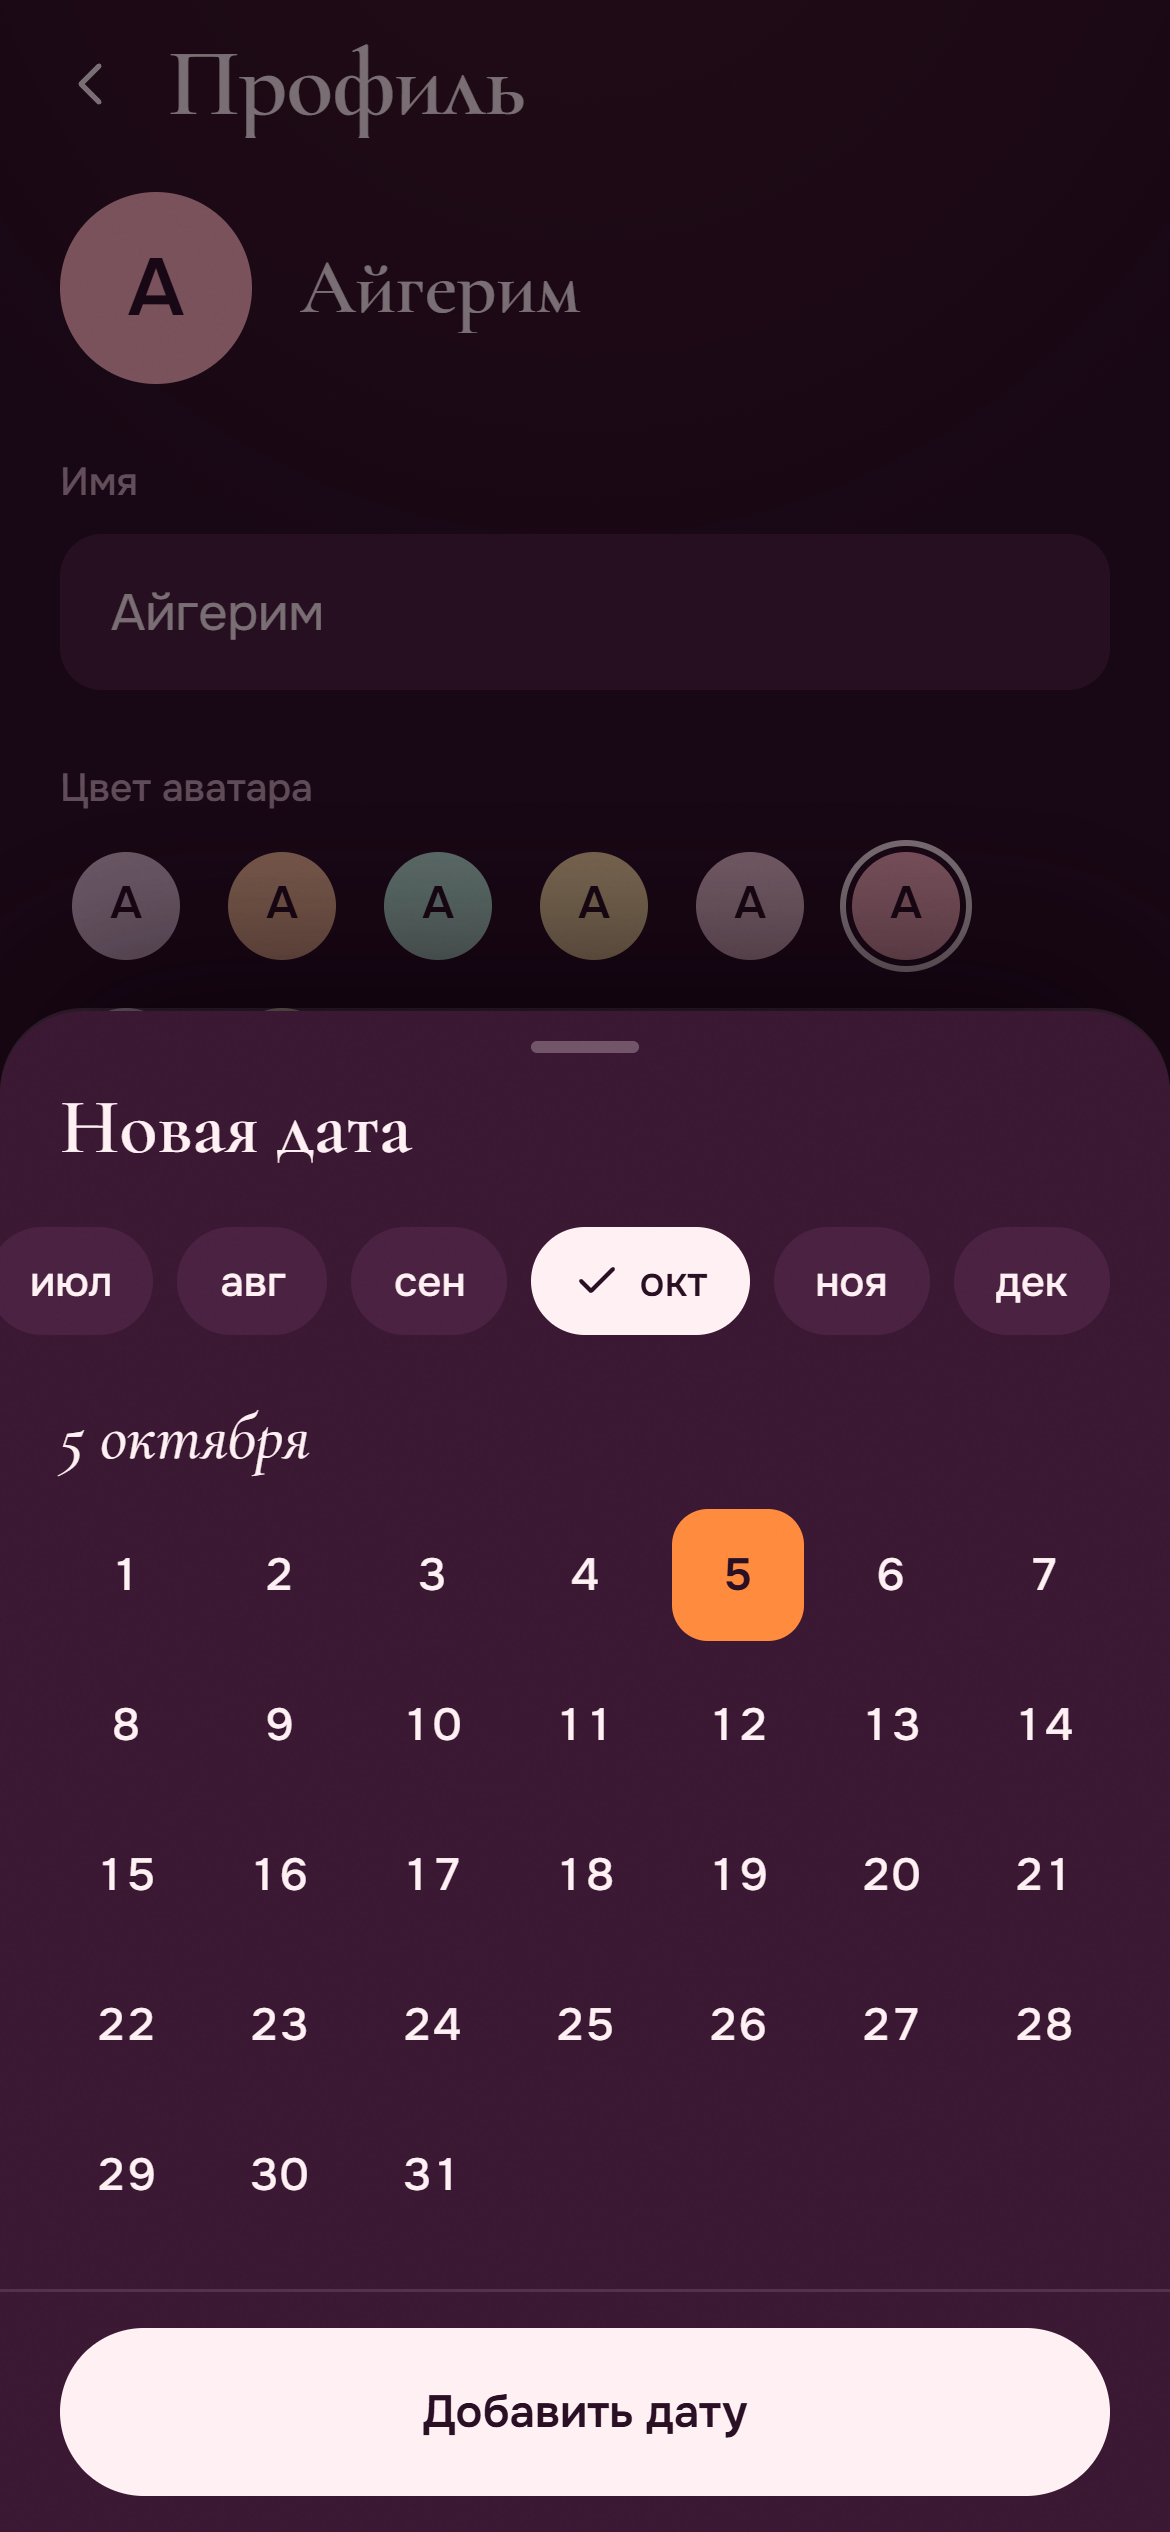 Профиль
А
Айгерим
Имя
Айгерим
Цвет аватара
А А А А А А
Новая дата
июл авг сен окт ноя дек
5 октября
1 2 3 4 5 6 7
8 9 10 11 12 13 14
15 16 17 18 19 20 21
22 23 24 25 26 27 28
29 30 31
Добавить дату